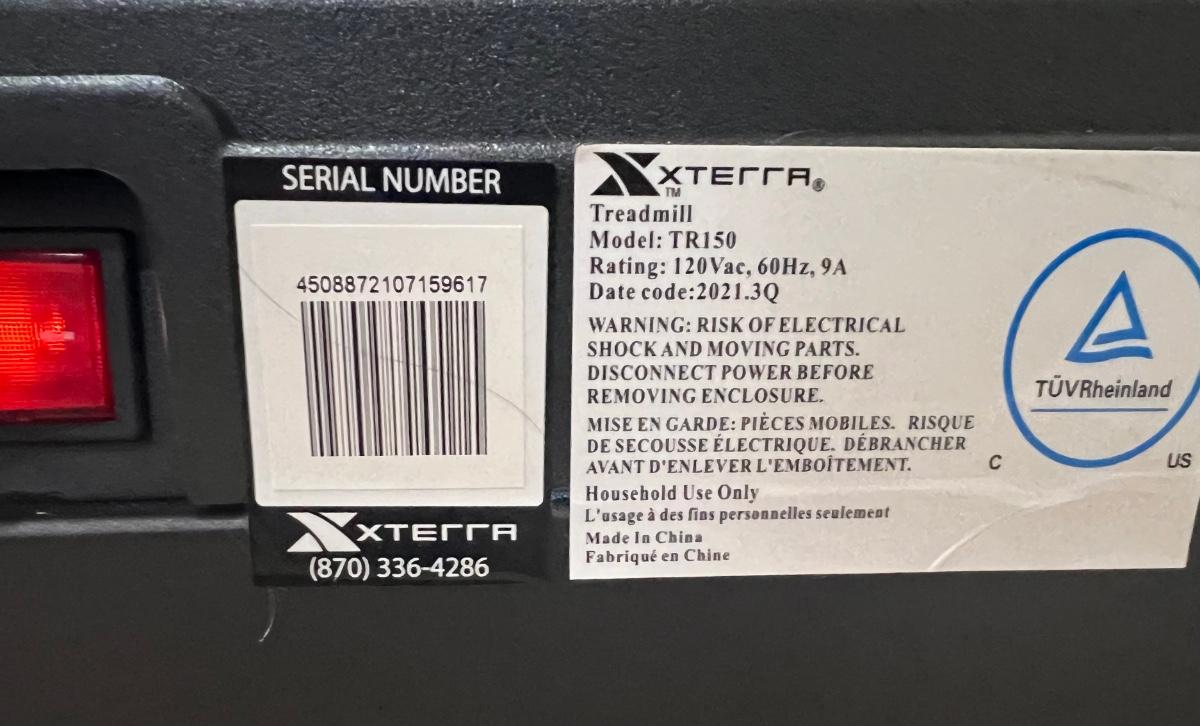 SERIAL NUMBER
4508872107159617
XTERRA
(870) 336-4286
XTERRA®
TM
Treadmill
Model: TR150
Rating: 120Vac, 60Hz, 9A
Date code:2021.3Q
WARNING: RISK OF ELECTRICAL
SHOCK AND MOVING PARTS.
DISCONNECT POWER BEFORE
REMOVING ENCLOSURE.
MISE EN GARDE: PIÈCES MOBILES. RISQUE
DE SECOUSSE ÉLECTRIQUE. DÉBRANCHER
AVANT D'ENLEVER L'EMBOÎTEMENT.
Household Use Only
L'usage à des fins personnelles seulement
Made In China
Fabriqué en Chine
TÜVRheinland
C US